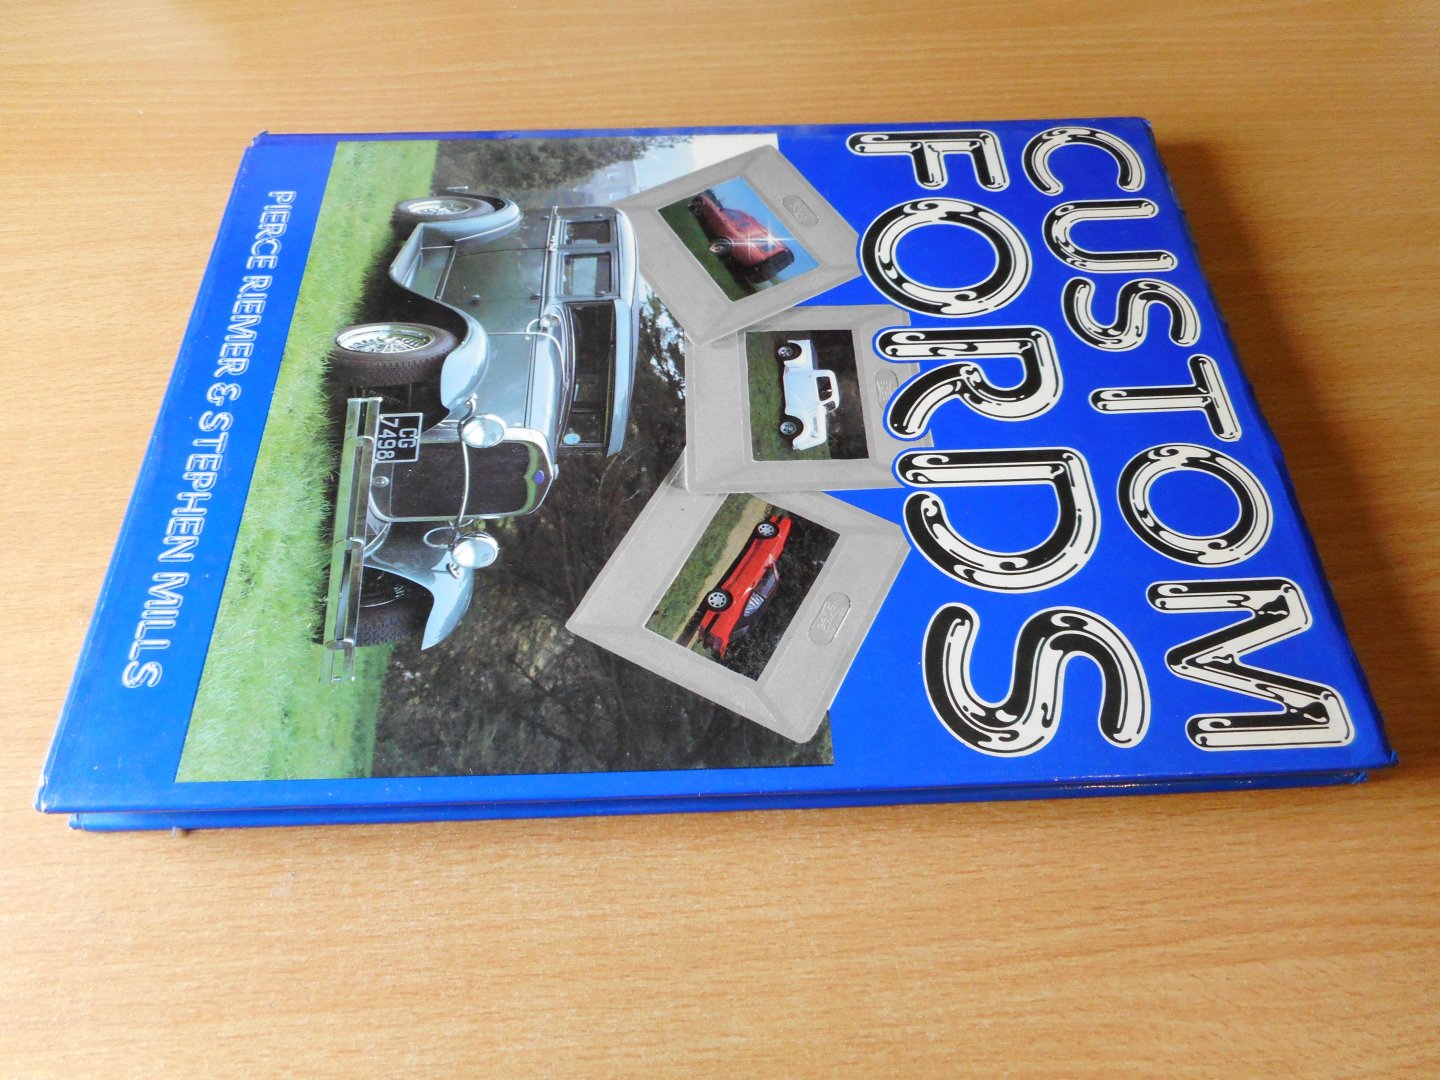 CUSTOM
FORDS
CG
7498
PIERCE RIEMER & STEPHEN MILLS